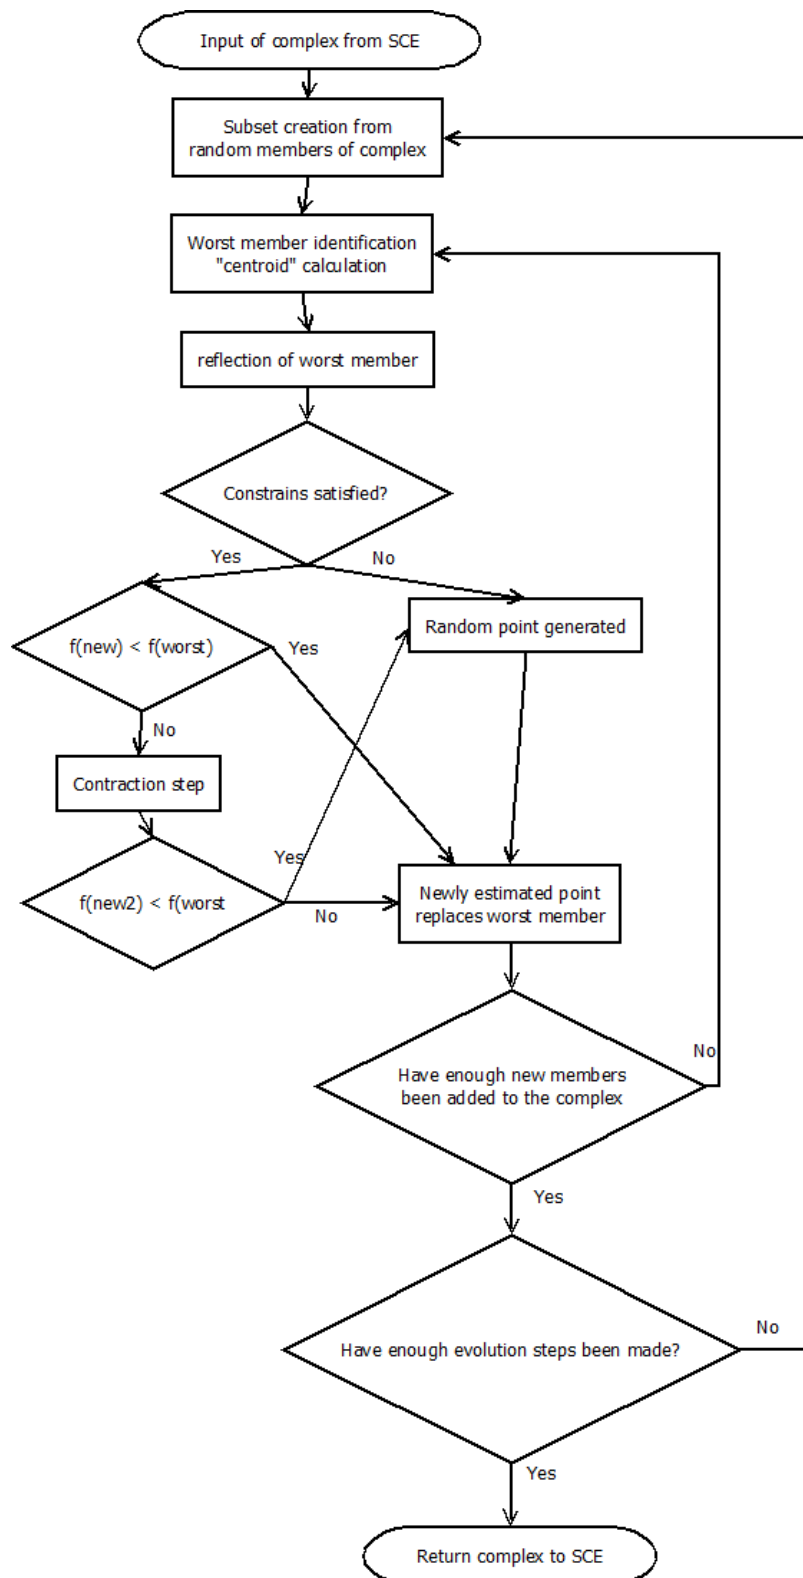 Input of complex from SCE
Subset creation from
random members of complex
Worst member identification
"centroid" calculation
reflection of worst member
Constrains satisfied?
Yes
No
f(new) < f(worst)
Yes
Random point generated
No
Contraction step
f(new2) < f(worst
Yes
No
Newly estimated point
replaces worst member
Have enough new members
been added to the complex
No
Yes
Have enough evolution steps been made?
No
Yes
Return complex to SCE